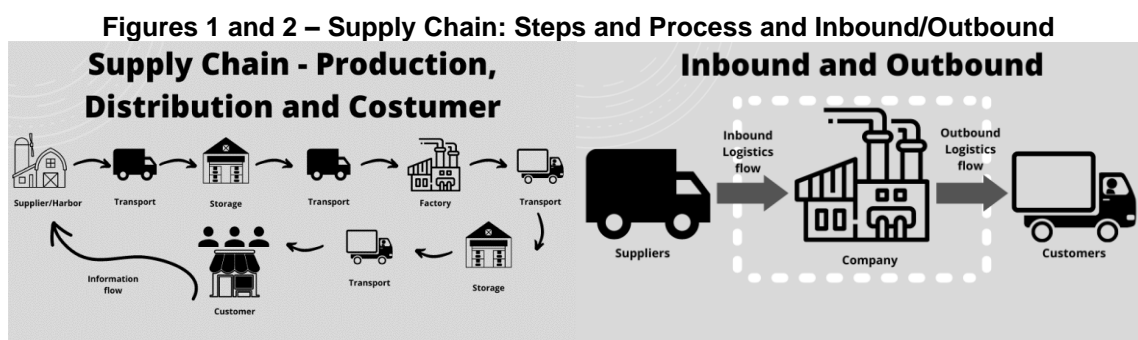 Figures 1 and 2 – Supply Chain: Steps and Process and Inbound/Outbound
Supply Chain - Production,
Distribution and Costumer
Supplier/Harbor
Transport
Storage
Transport
Factory
Transport
Information
flow
Customer
Transport
Storage
Inbound and Outbound
Inbound
Logistics
flow
Outbound
Logistics
flow
Suppliers
Company
Customers